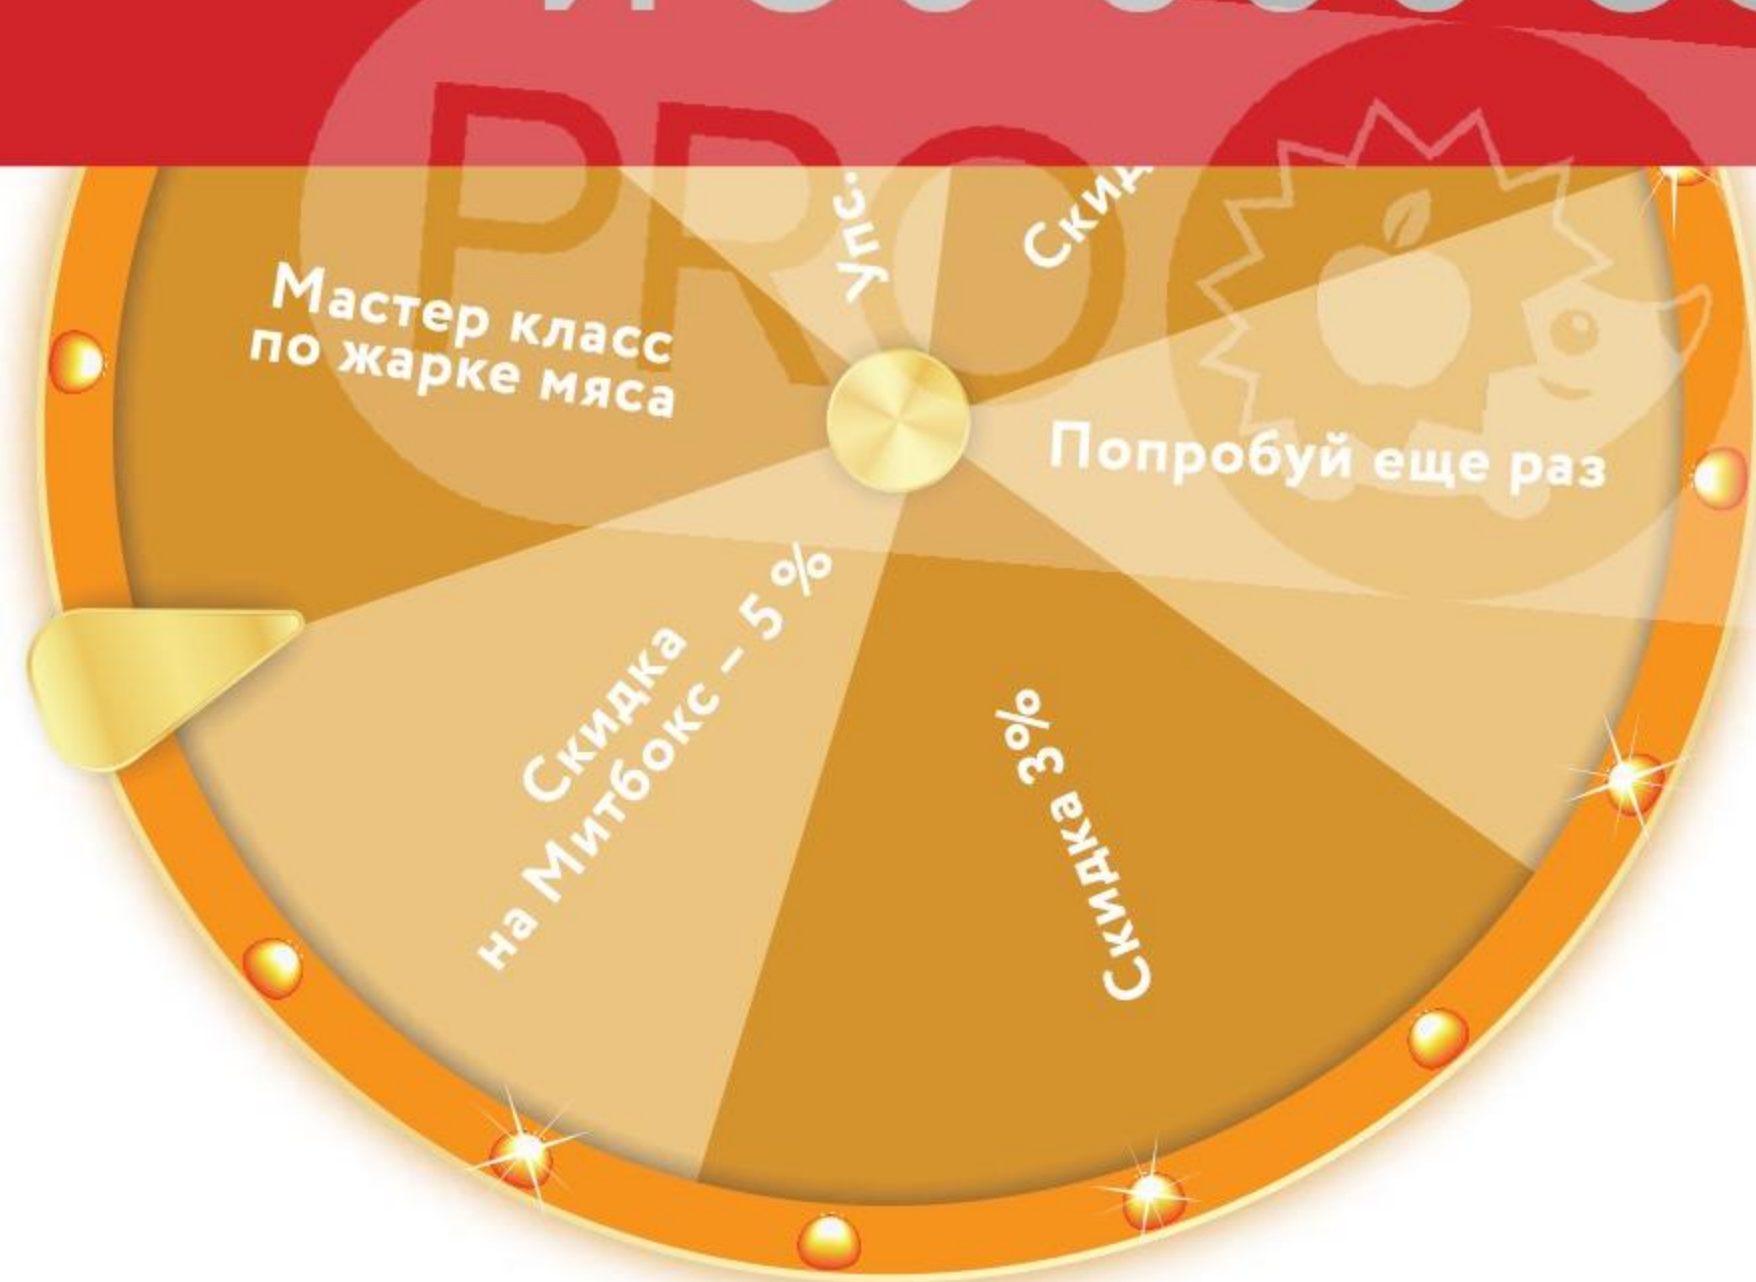 PRO
Упс.
Мастер класс
по жарке мяса
Попробуй еще раз
Скидка
на Митбокс – 5 %
Скидка 3%